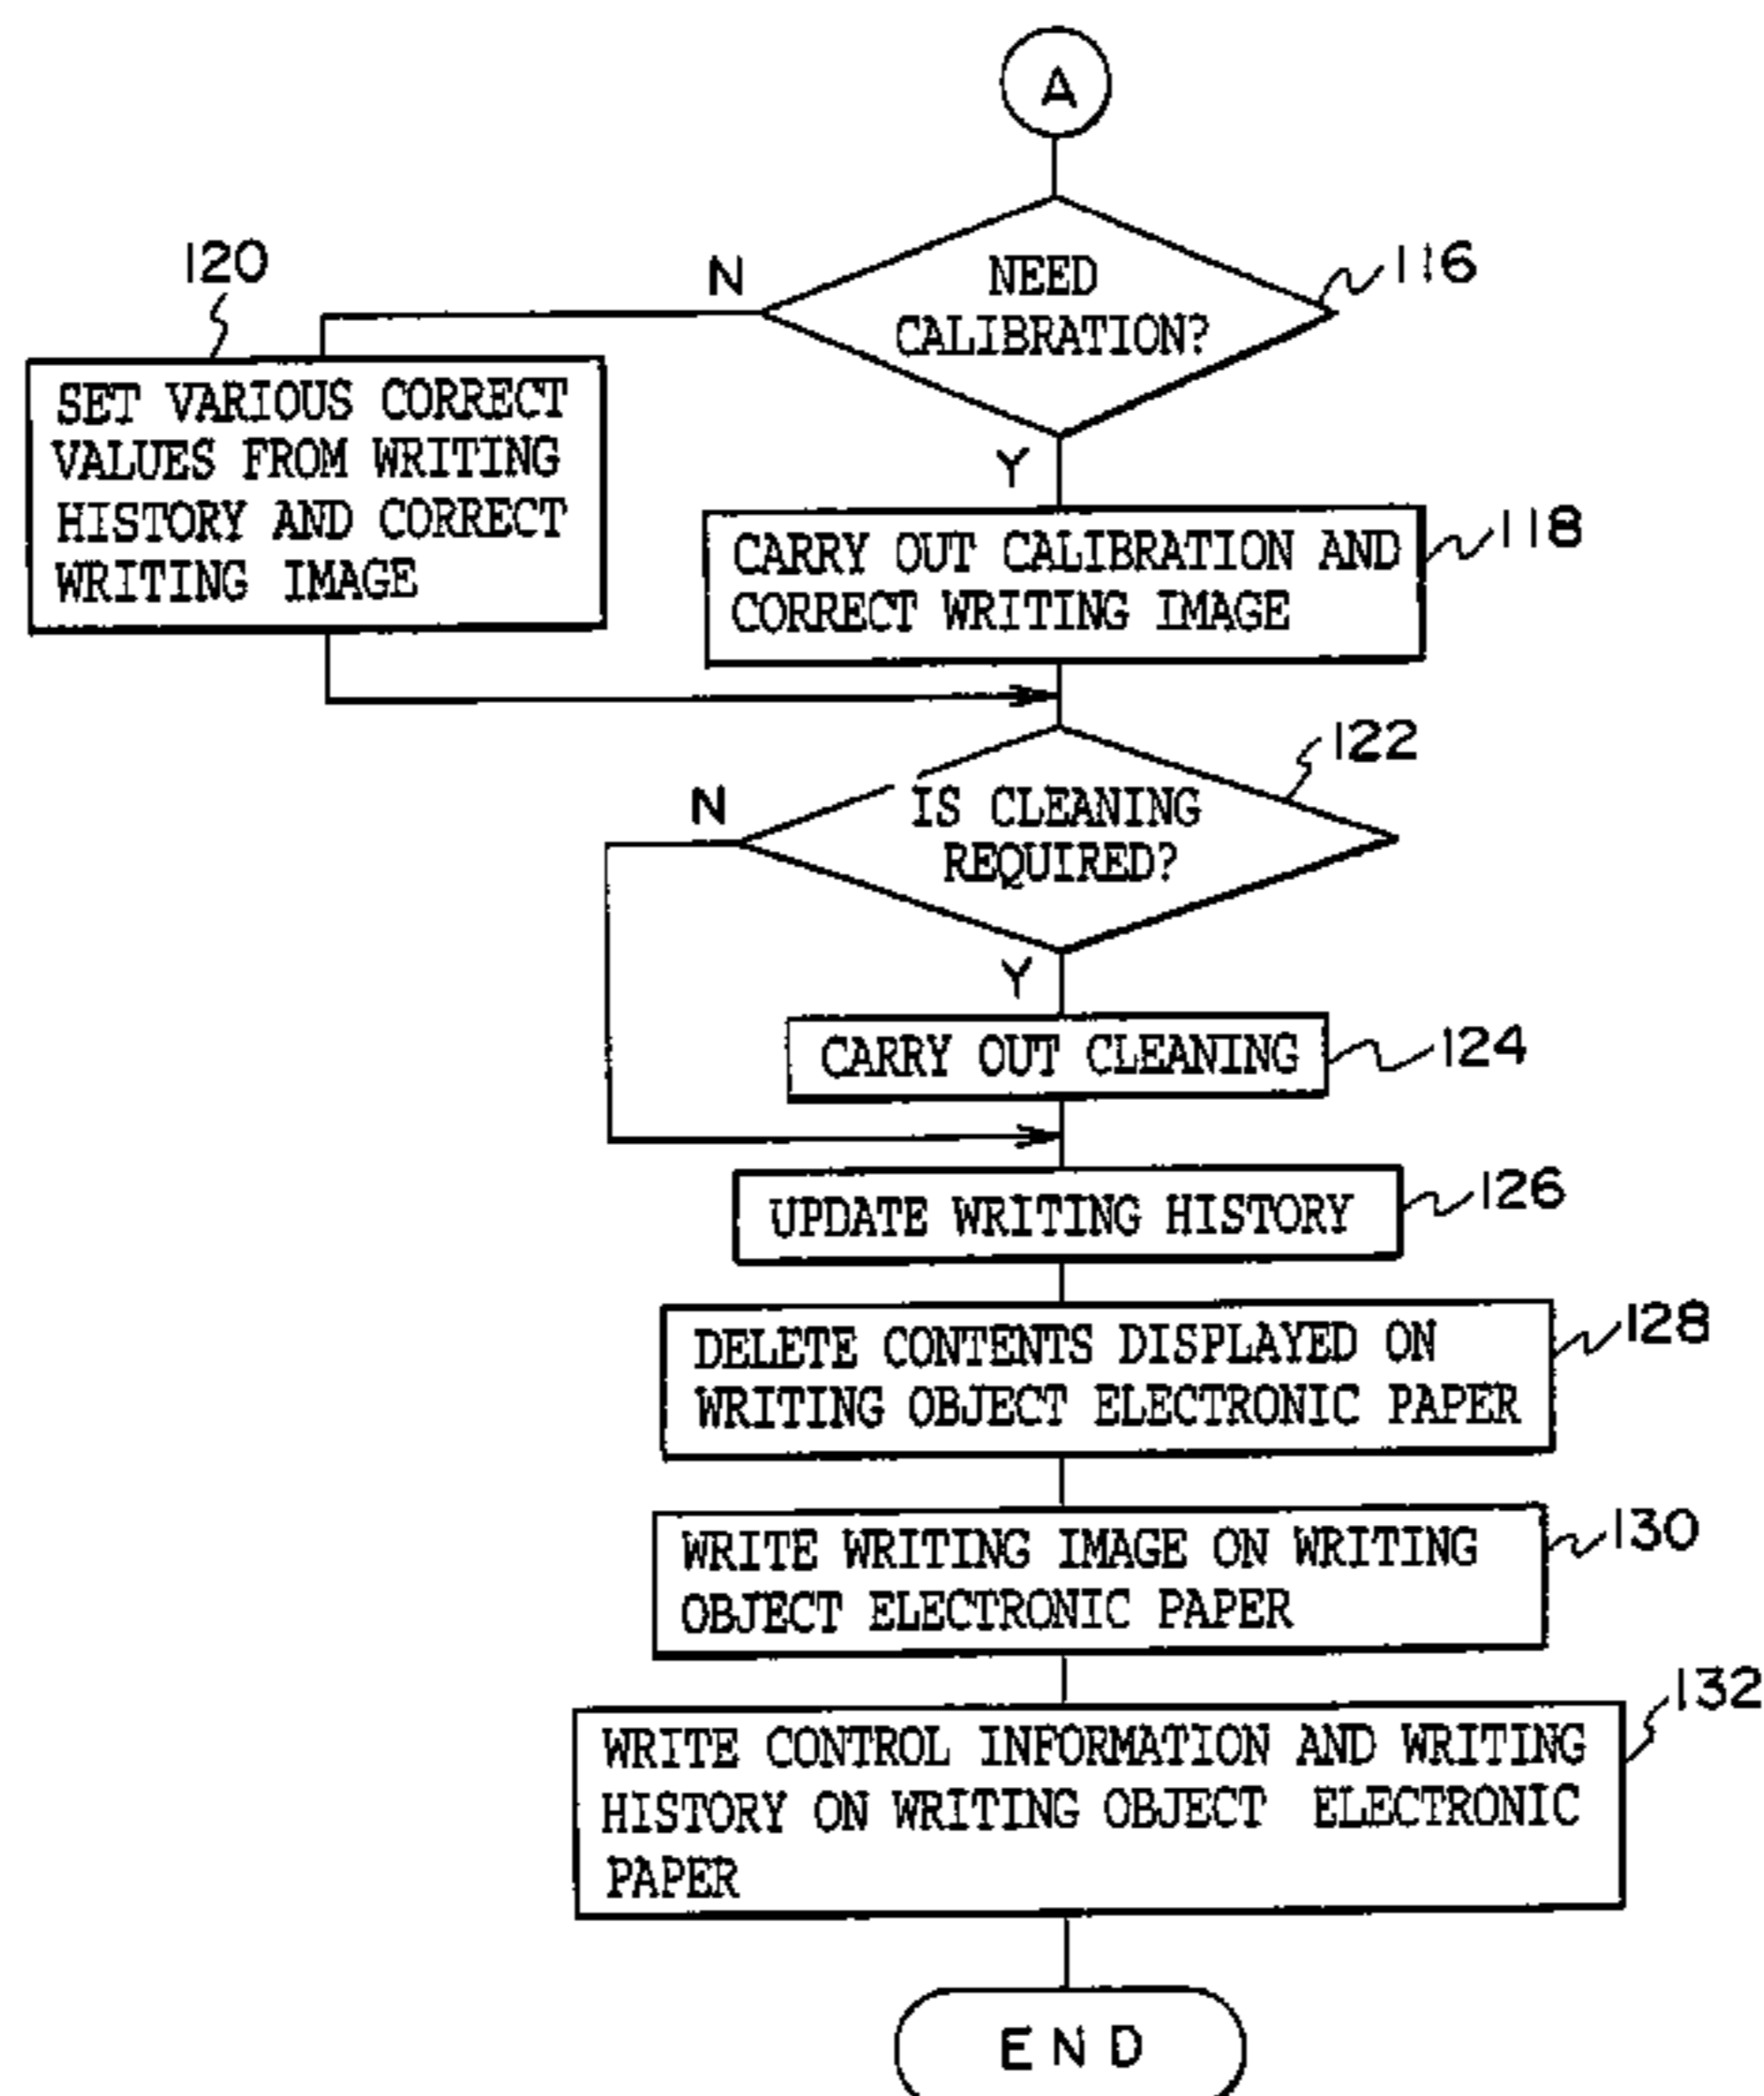 A
NEED
CALIBRATION?
116
N
Y
120
SET VARIOUS CORRECT
VALUES FROM WRITING
HISTORY AND CORRECT
WRITING IMAGE
CARRY OUT CALIBRATION AND
CORRECT WRITING IMAGE
118
IS CLEANING
REQUIRED?
122
N
Y
CARRY OUT CLEANING
124
UPDATE WRITING HISTORY
126
DELETE CONTENTS DISPLAYED ON
WRITING OBJECT ELECTRONIC PAPER
128
WRITE WRITING IMAGE ON WRITING
OBJECT ELECTRONIC PAPER
130
WRITE CONTROL INFORMATION AND WRITING
HISTORY ON WRITING OBJECT ELECTRONIC
PAPER
132
END